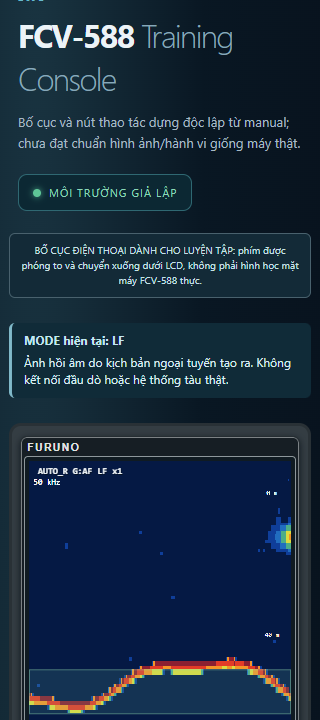 FCV-588 Training
Console
Bố cục và nút thao tác dựng độc lập từ manual;
chưa đạt chuẩn hình ảnh/hành vi giống máy thật.
MÔI TRƯỜNG GIẢ LẬP
BỐ CỤC ĐIỆN THOẠI DÀNH CHO LUYỆN TẬP: phím được
phóng to và chuyển xuống dưới LCD, không phải hình học mặt
máy FCV-588 thực.
MODE hiện tại: LF
Ảnh hồi âm do kịch bản ngoại tuyến tạo ra. Không
kết nối đầu dò hoặc hệ thống tàu thật.
FURUNO
AUTO_R G:AF LF x1
50 kHz